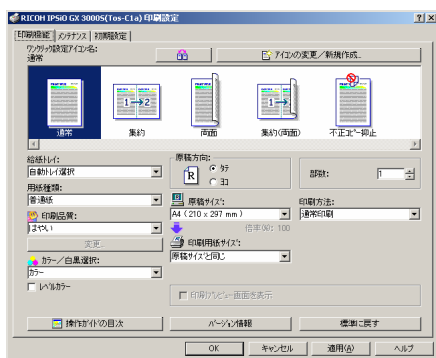 RICOH IPSiO GX 3000S(Tos-C1a) 印刷設定
印刷機能
メンテナンス
初期設定
ワンクリック設定アイコン名:
通常
アイコンの変更/新規作成...
1→2
1→2
通常
集約
両面
集約(両面)
不正コピー抑止
給紙トレイ:
自動トレイ選択
用紙種類:
普通紙
印刷品質:
はやい
変更...
カラー/白黒選択:
カラー
レベルカラー
原稿方向:
R
タテ
ヨコ
部数:
1
原稿サイズ:
A4 (210 x 297 mm)
倍率(%): 100
印刷用紙サイズ:
原稿サイズと同じ
印刷方法:
通常印刷
印刷プレビュー画面を表示
操作ガイドの目次
バージョン情報
標準に戻す
OK
キャンセル
適用(A)
ヘルプ